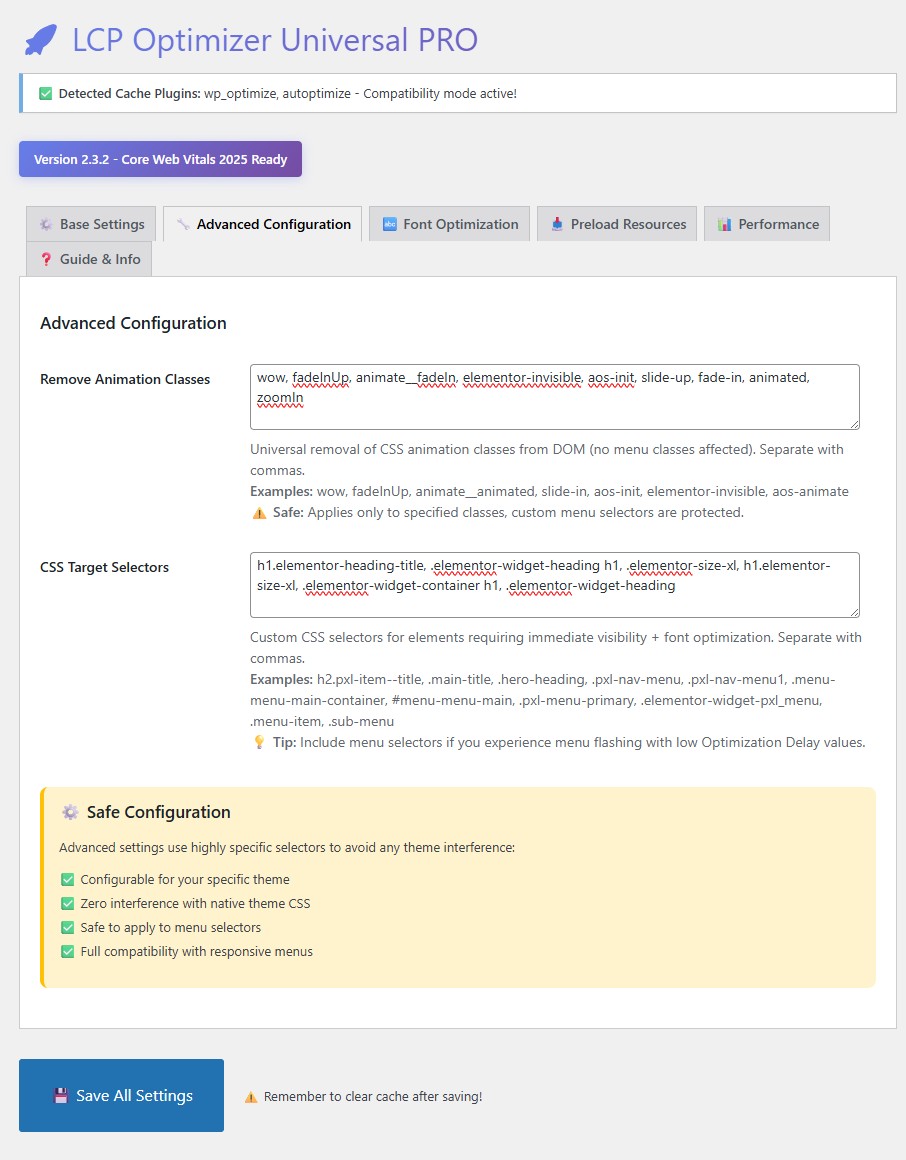 LCP Optimizer Universal PRO
Detected Cache Plugins: wp_optimize, autoptimize - Compatibility mode active!
Version 2.3.2 - Core Web Vitals 2025 Ready
Base Settings
Advanced Configuration
Font Optimization
Preload Resources
Performance
Guide & Info
Advanced Configuration
Remove Animation Classes
wow, fadeInUp, animate__fadeIn, elementor-invisible, aos-init, slide-up, fade-in, animated,
zoomIn
Universal removal of CSS animation classes from DOM (no menu classes affected). Separate with
commas.
Examples: wow, fadeInUp, animate__animated, slide-in, aos-init, elementor-invisible, aos-animate
Safe: Applies only to specified classes, custom menu selectors are protected.
CSS Target Selectors
h1.elementor-heading-title, .elementor-widget-heading h1, .elementor-size-xl, h1.elementor-
size-xl, .elementor-widget-container h1, .elementor-widget-heading
Custom CSS selectors for elements requiring immediate visibility + font optimization. Separate with
commas.
Examples: h2.pxl-item--title, .main-title, .hero-heading, .pxl-nav-menu, .pxl-nav-menu1, .menu-
menu-main-container, #menu-menu-main, .pxl-menu-primary, .elementor-widget-pxl_menu,
.menu-item, .sub-menu
Tip: Include menu selectors if you experience menu flashing with low Optimization Delay values.
Safe Configuration
Advanced settings use highly specific selectors to avoid any theme interference:
Configurable for your specific theme
Zero interference with native theme CSS
Safe to apply to menu selectors
Full compatibility with responsive menus
Save All Settings
Remember to clear cache after saving!